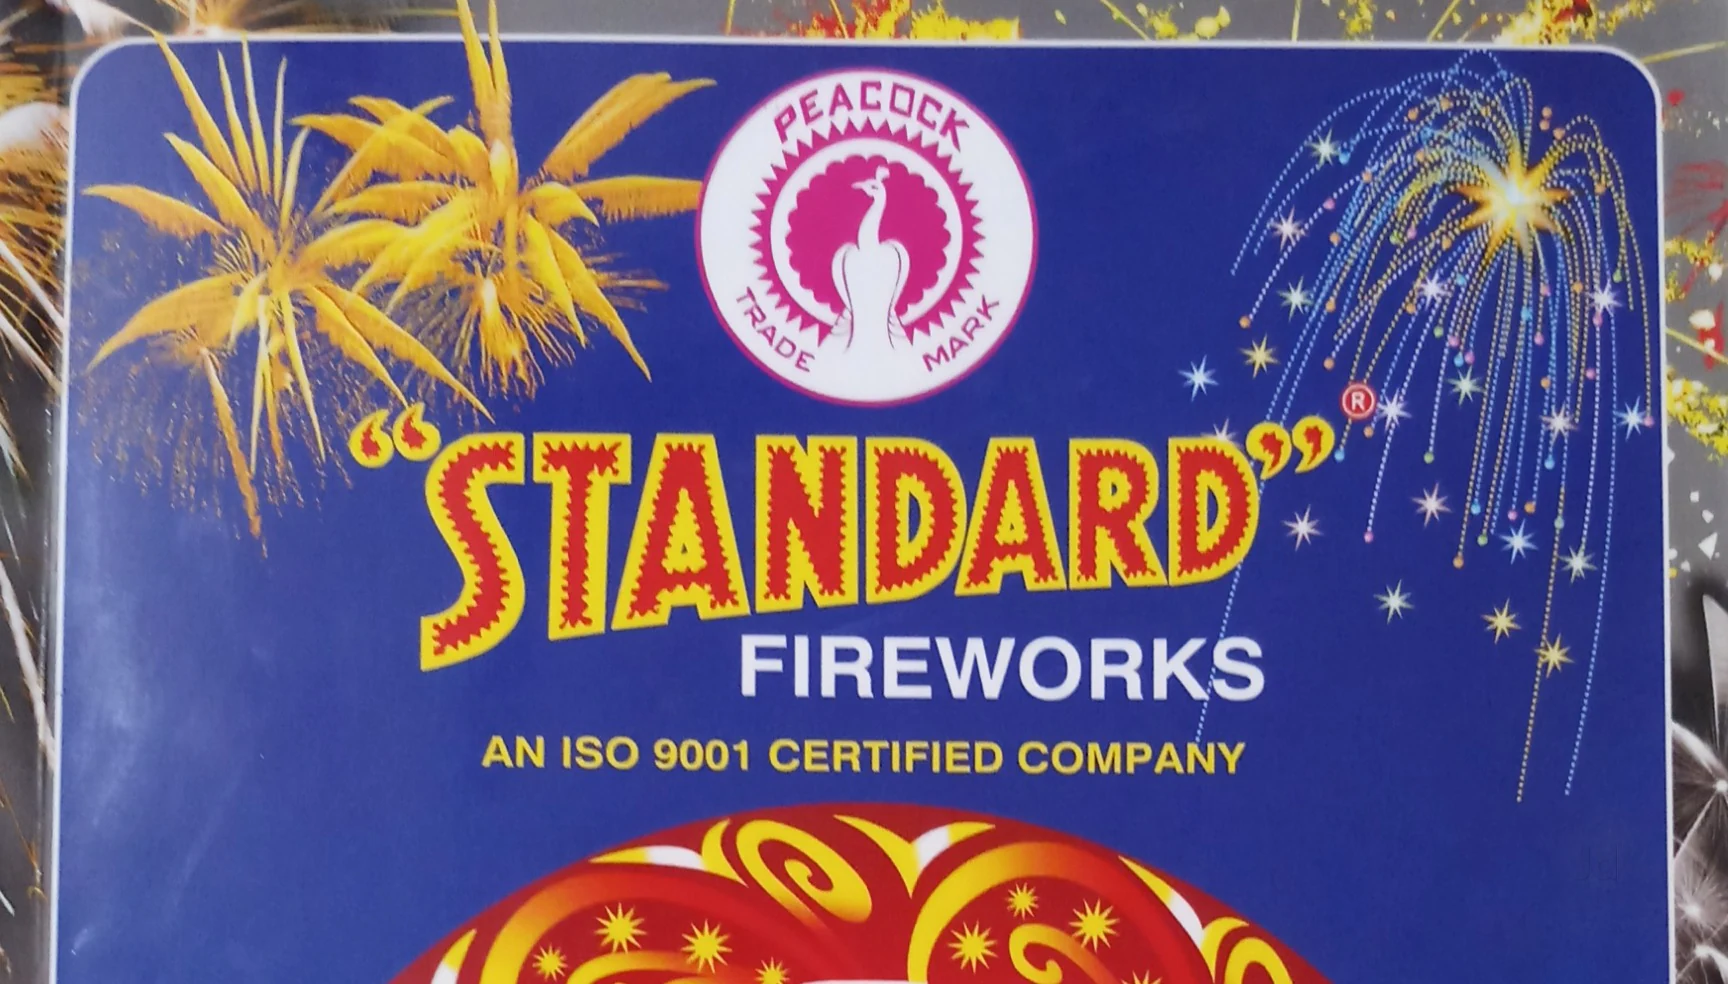 PEACOCK
TRADE MARK
“STANDARD” ®
FIREWORKS
AN ISO 9001 CERTIFIED COMPANY